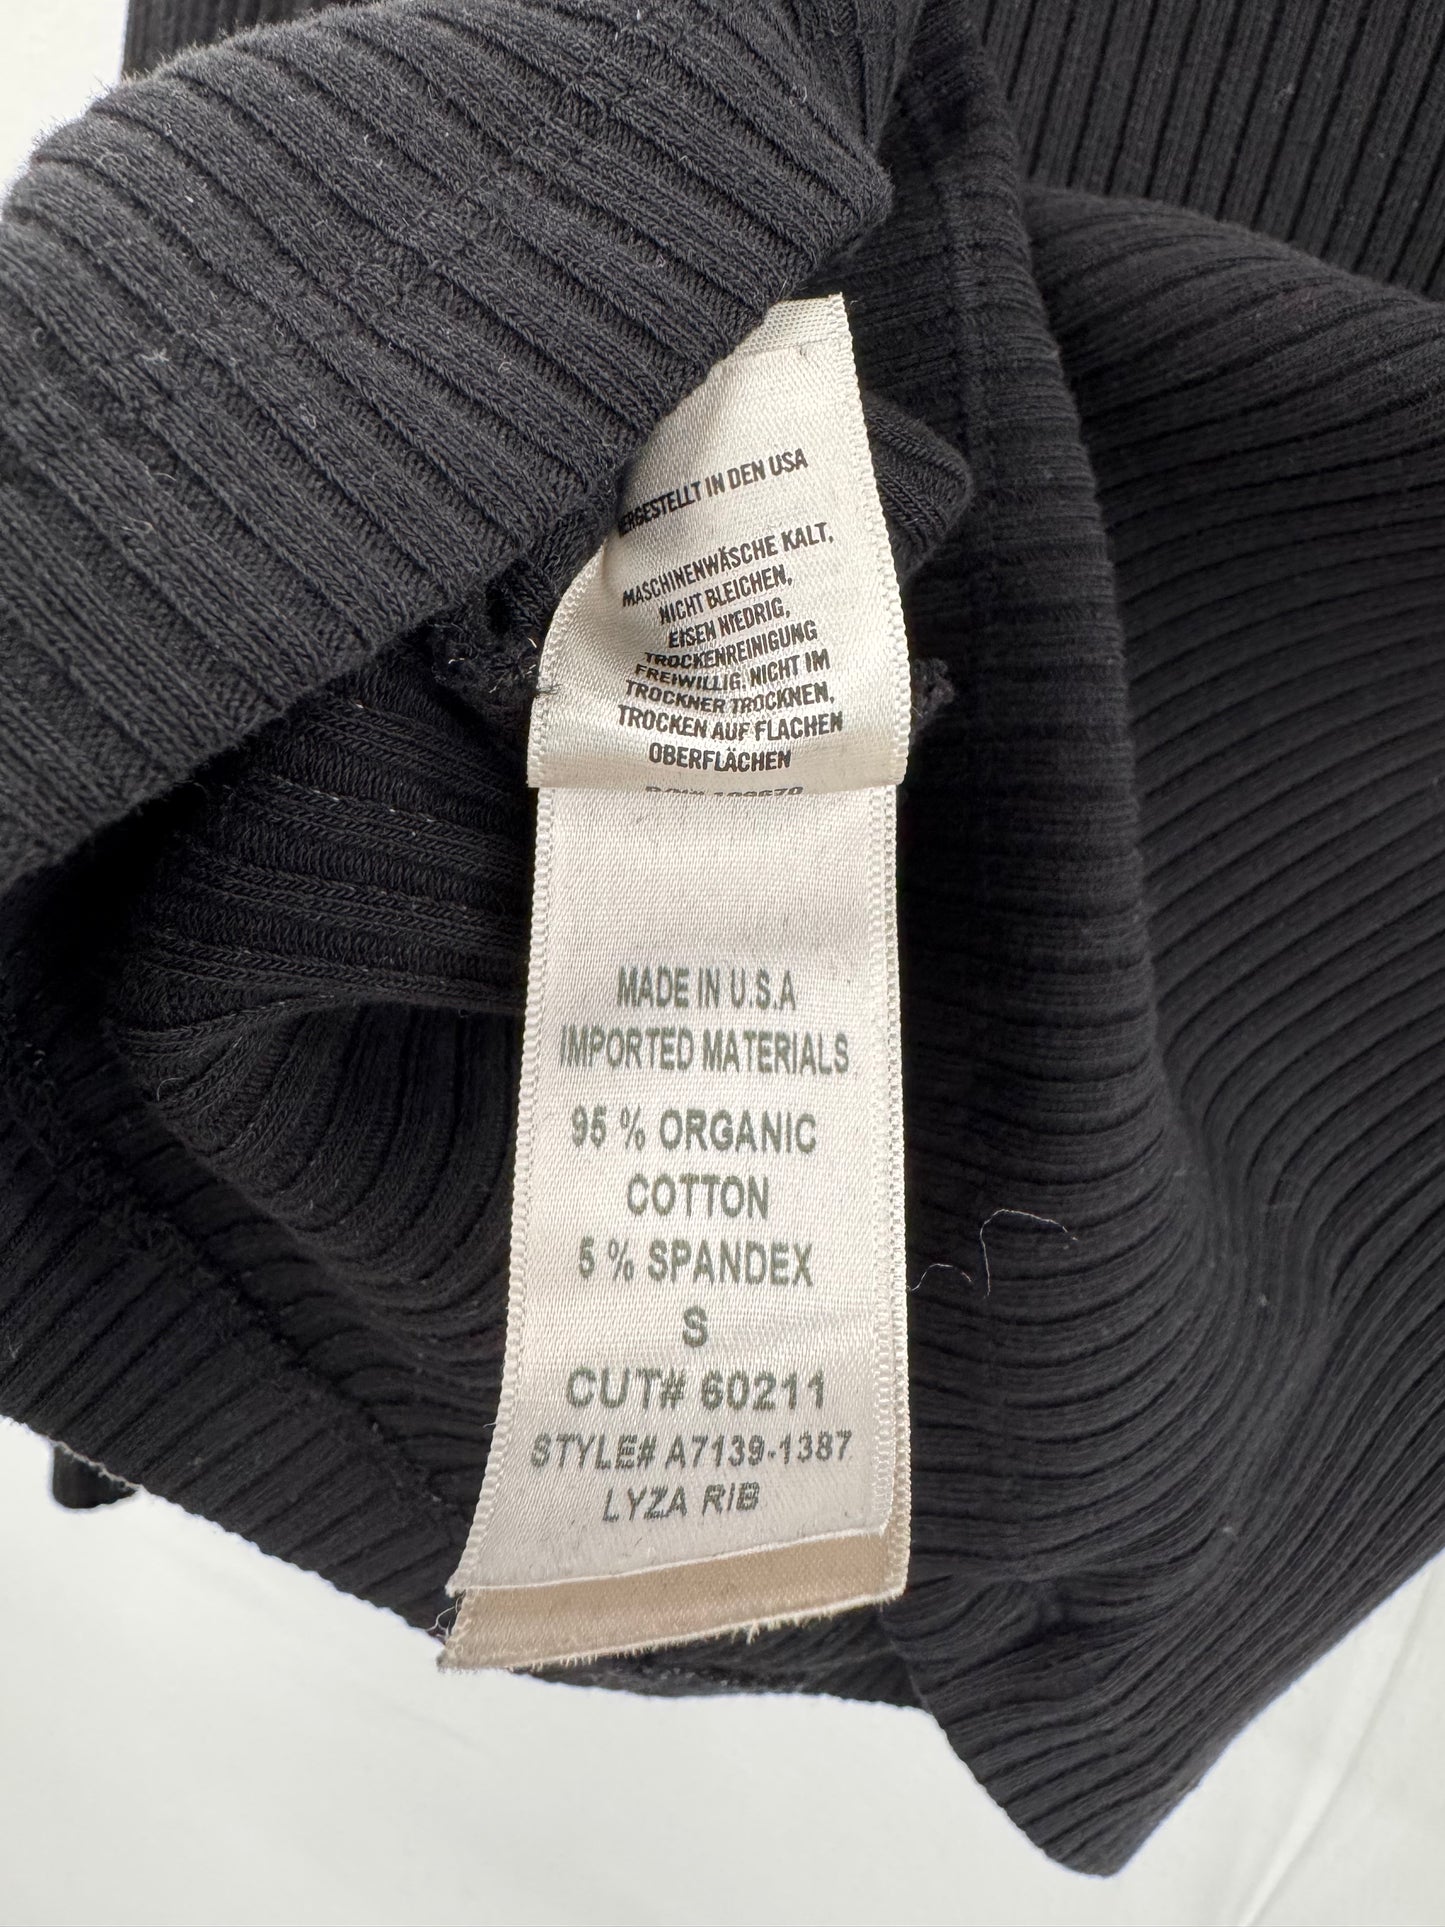 HERGESTELLT IN DEN USA
MASCHINENWÄSCHE KALT,
NICHT BLEICHEN,
EISEN NIEDRIG,
TROCKENREINIGUNG
FREIWILLIG, NICHT IM
TROCKNER TROCKNEN,
TROCKEN AUF FLACHEN
OBERFLÄCHEN
MADE IN U.S.A
IMPORTED MATERIALS
95 % ORGANIC
COTTON
5 % SPANDEX
S
CUT# 60211
STYLE# A7139-1387
LYZA RIB